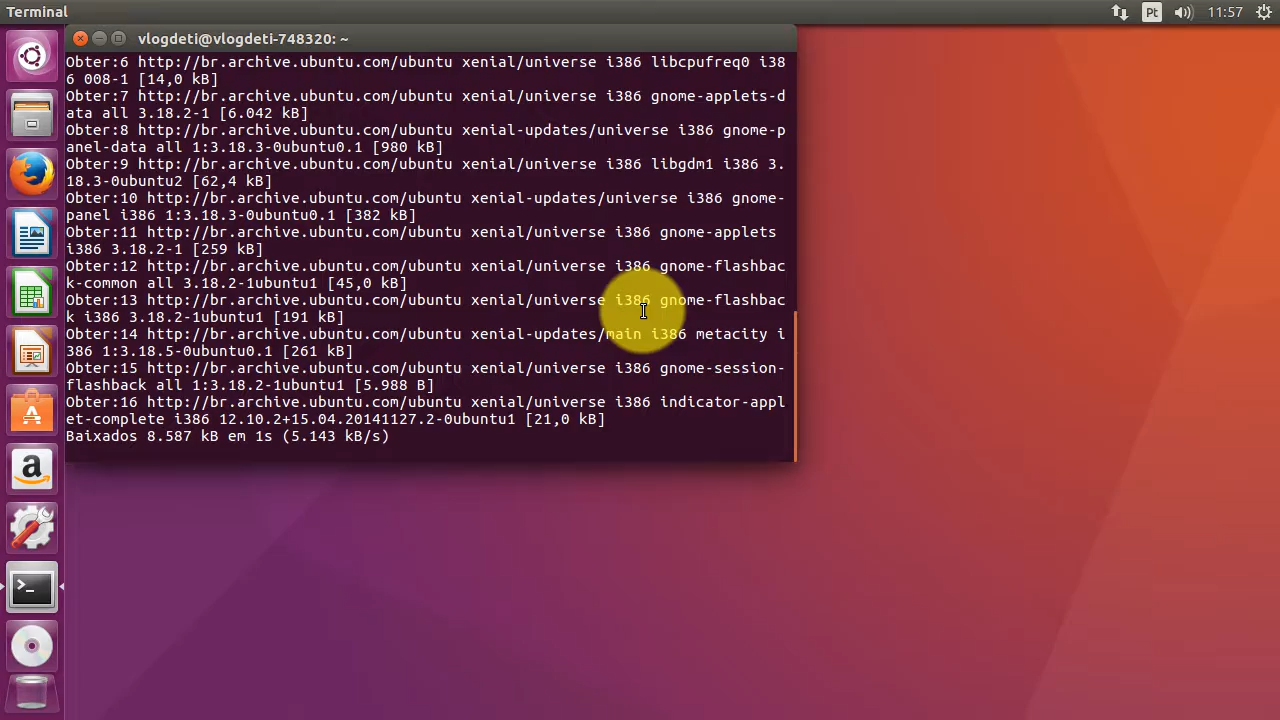 Terminal
Pt
11:57
vlogdeti@vlogdeti-748320: ~
Obter:6 http://br.archive.ubuntu.com/ubuntu xenial/universe i386 libcpufreq0 i38
6 008-1 [14,0 kB]
Obter:7 http://br.archive.ubuntu.com/ubuntu xenial/universe i386 gnome-applets-d
ata all 3.18.2-1 [6.042 kB]
Obter:8 http://br.archive.ubuntu.com/ubuntu xenial-updates/universe i386 gnome-p
anel-data all 1:3.18.3-0ubuntu0.1 [980 kB]
Obter:9 http://br.archive.ubuntu.com/ubuntu xenial/universe i386 libgdm1 i386 3.
18.3-0ubuntu2 [62,4 kB]
Obter:10 http://br.archive.ubuntu.com/ubuntu xenial-updates/universe i386 gnome-
panel i386 1:3.18.3-0ubuntu0.1 [382 kB]
Obter:11 http://br.archive.ubuntu.com/ubuntu xenial/universe i386 gnome-applets
i386 3.18.2-1 [259 kB]
Obter:12 http://br.archive.ubuntu.com/ubuntu xenial/universe i386 gnome-flashbac
k-common all 3.18.2-1ubuntu1 [45,0 kB]
Obter:13 http://br.archive.ubuntu.com/ubuntu xenial/universe i386 gnome-flashbac
k i386 3.18.2-1ubuntu1 [191 kB]
Obter:14 http://br.archive.ubuntu.com/ubuntu xenial-updates/main i386 metacity i
386 1:3.18.5-0ubuntu0.1 [261 kB]
Obter:15 http://br.archive.ubuntu.com/ubuntu xenial/universe i386 gnome-session-
flashback all 1:3.18.2-1ubuntu1 [5.988 B]
Obter:16 http://br.archive.ubuntu.com/ubuntu xenial/universe i386 indicator-appl
et-complete i386 12.10.2+15.04.20141127.2-0ubuntu1 [21,0 kB]
Baixados 8.587 kB em 1s (5.143 kB/s)